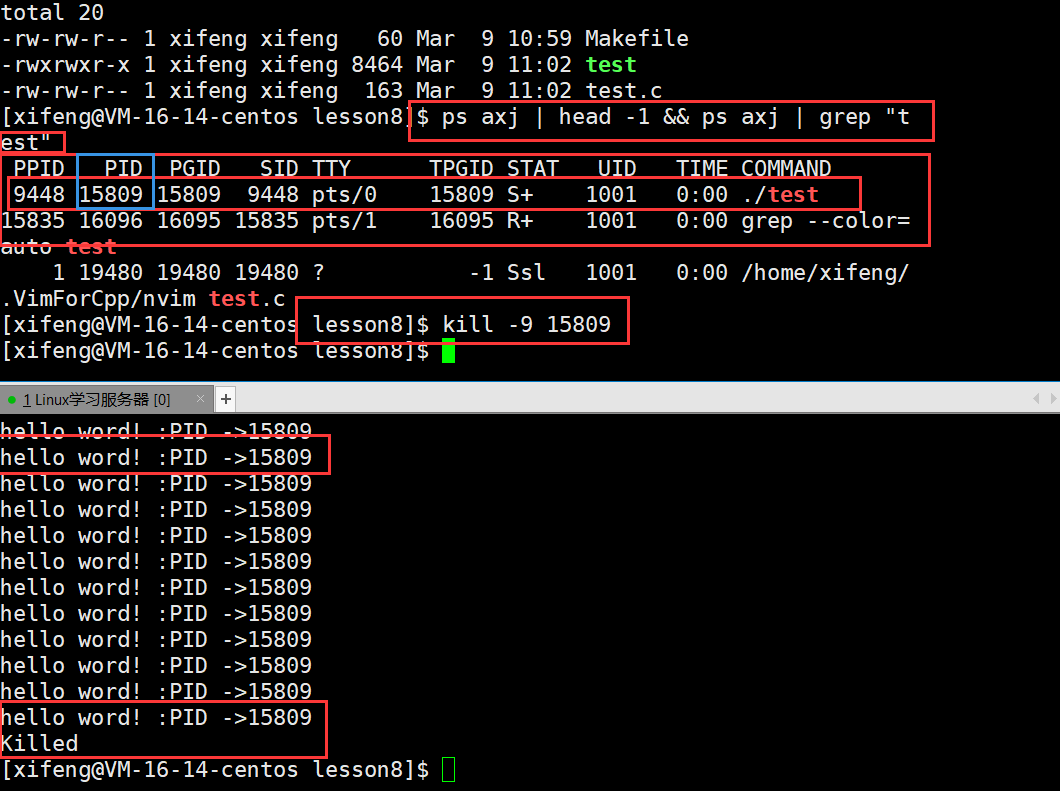 total 20
-rw-rw-r-- 1 xifeng xifeng   60 Mar  9 10:59 Makefile
-rwxrwxr-x 1 xifeng xifeng 8464 Mar  9 11:02 test
-rw-rw-r-- 1 xifeng xifeng  163 Mar  9 11:02 test.c
[xifeng@VM-16-14-centos lesson8]$ ps axj | head -1 && ps axj | grep "t
est"
 PPID   PID  PGID   SID TTY      TPGID STAT   UID   TIME COMMAND
 9448 15809 15809  9448 pts/0    15809 S+    1001   0:00 ./test
15835 16096 16095 15835 pts/1    16095 R+    1001   0:00 grep --color=
auto test
    1 19480 19480 19480 ?           -1 Ssl   1001   0:00 /home/xifeng/
.VimForCpp/nvim test.c
[xifeng@VM-16-14-centos lesson8]$ kill -9 15809
[xifeng@VM-16-14-centos lesson8]$
1 Linux学习服务器 [0] × +
hello word! :PID ->15809
hello word! :PID ->15809
hello word! :PID ->15809
hello word! :PID ->15809
hello word! :PID ->15809
hello word! :PID ->15809
hello word! :PID ->15809
hello word! :PID ->15809
hello word! :PID ->15809
hello word! :PID ->15809
hello word! :PID ->15809
hello word! :PID ->15809
Killed
[xifeng@VM-16-14-centos lesson8]$